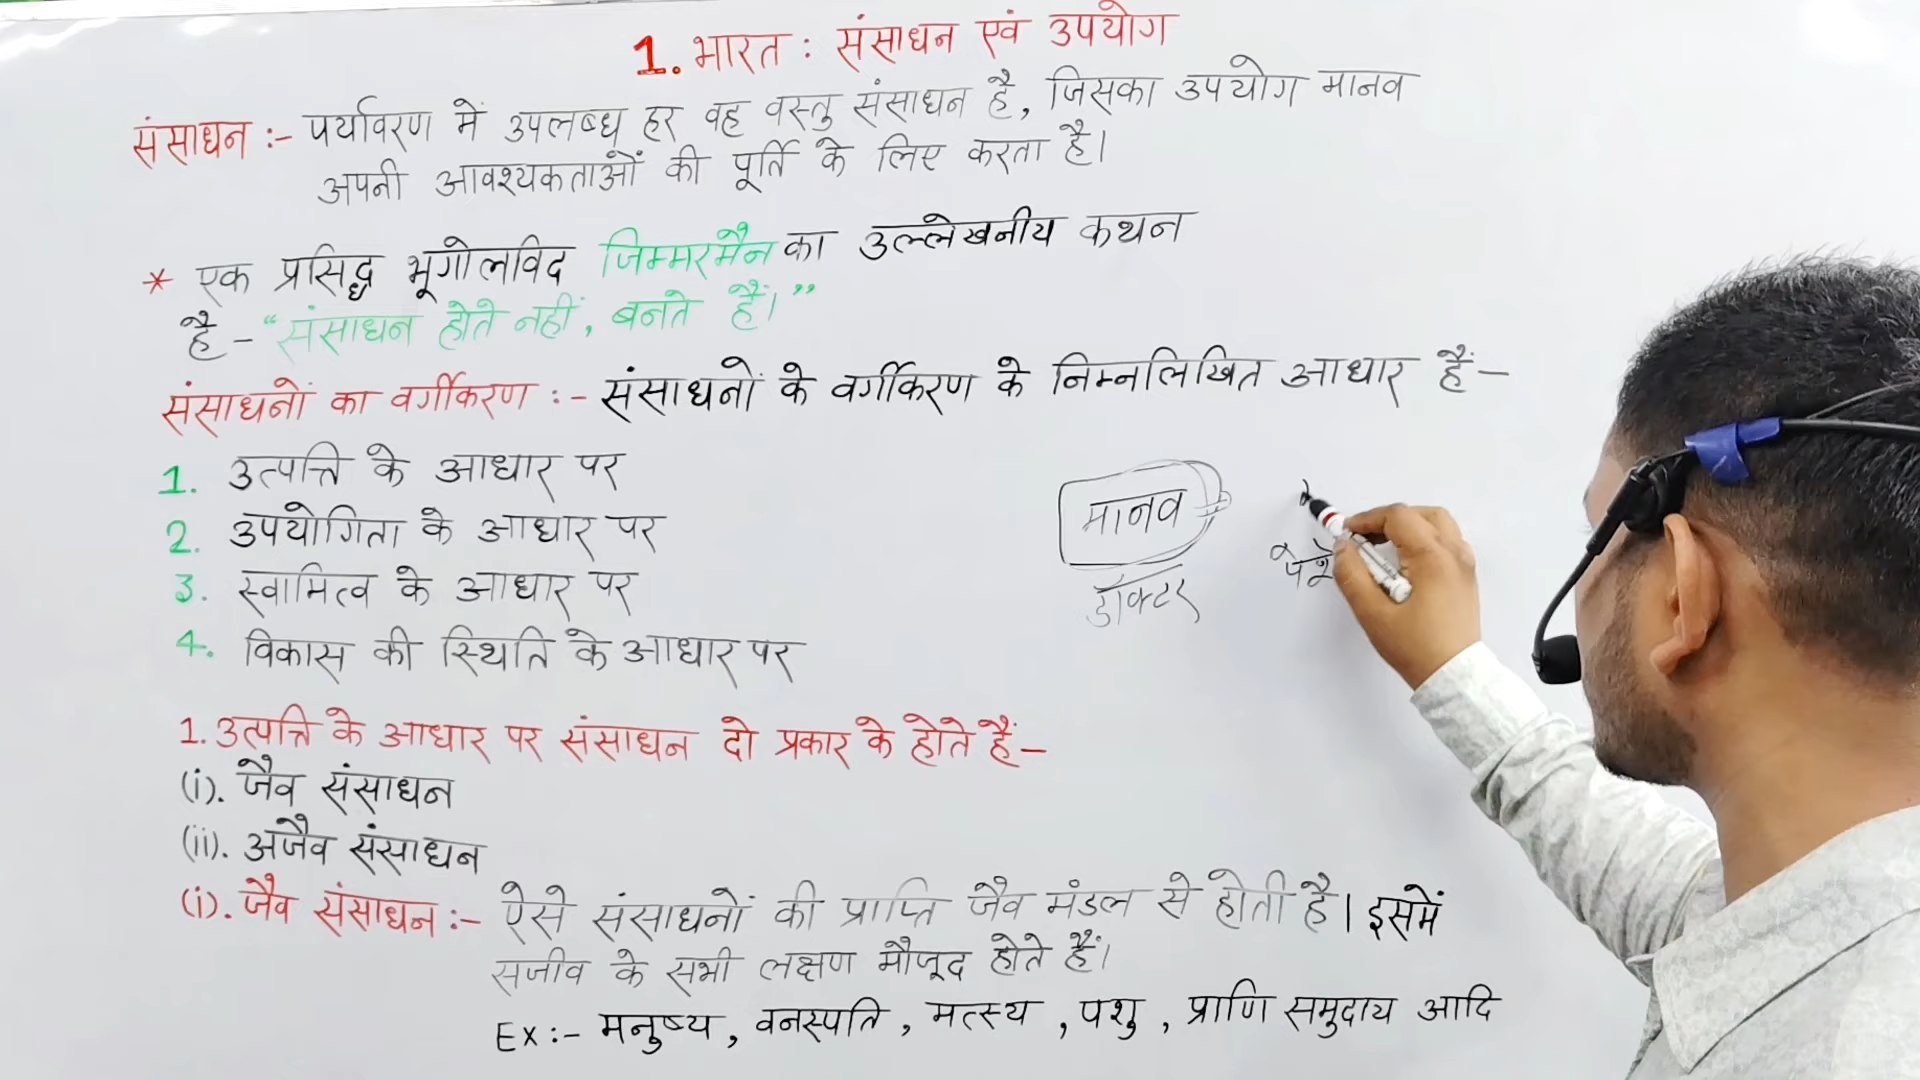 1. भारत : संसाधन एवं उपयोग
संसाधन :- पर्यावरण में उपलब्ध हर वह वस्तु संसाधन है, जिसका उपयोग मानव
अपनी आवश्यकताओं की पूर्ति के लिए करता है।
* एक प्रसिद्ध भूगोलविद जिम्मरमैन का उल्लेखनीय कथन
है - “संसाधन होते नहीं, बनते हैं।”
संसाधनों का वर्गीकरण :- संसाधनों के वर्गीकरण के निम्नलिखित आधार हैं -
1. उत्पत्ति के आधार पर
2. उपयोगिता के आधार पर
3. स्वामित्व के आधार पर
4. विकास की स्थिति के आधार पर
मानव
डॉक्टर
1. उत्पत्ति के आधार पर संसाधन दो प्रकार के होते हैं -
(i). जैव संसाधन
(ii). अजैव संसाधन
(i). जैव संसाधन :- ऐसे संसाधनों की प्राप्ति जैव मंडल से होती है। इसमें
सजीव के सभी लक्षण मौजूद होते हैं।
Ex :- मनुष्य, वनस्पति, मत्स्य, पशु, प्राणि समुदाय आदि